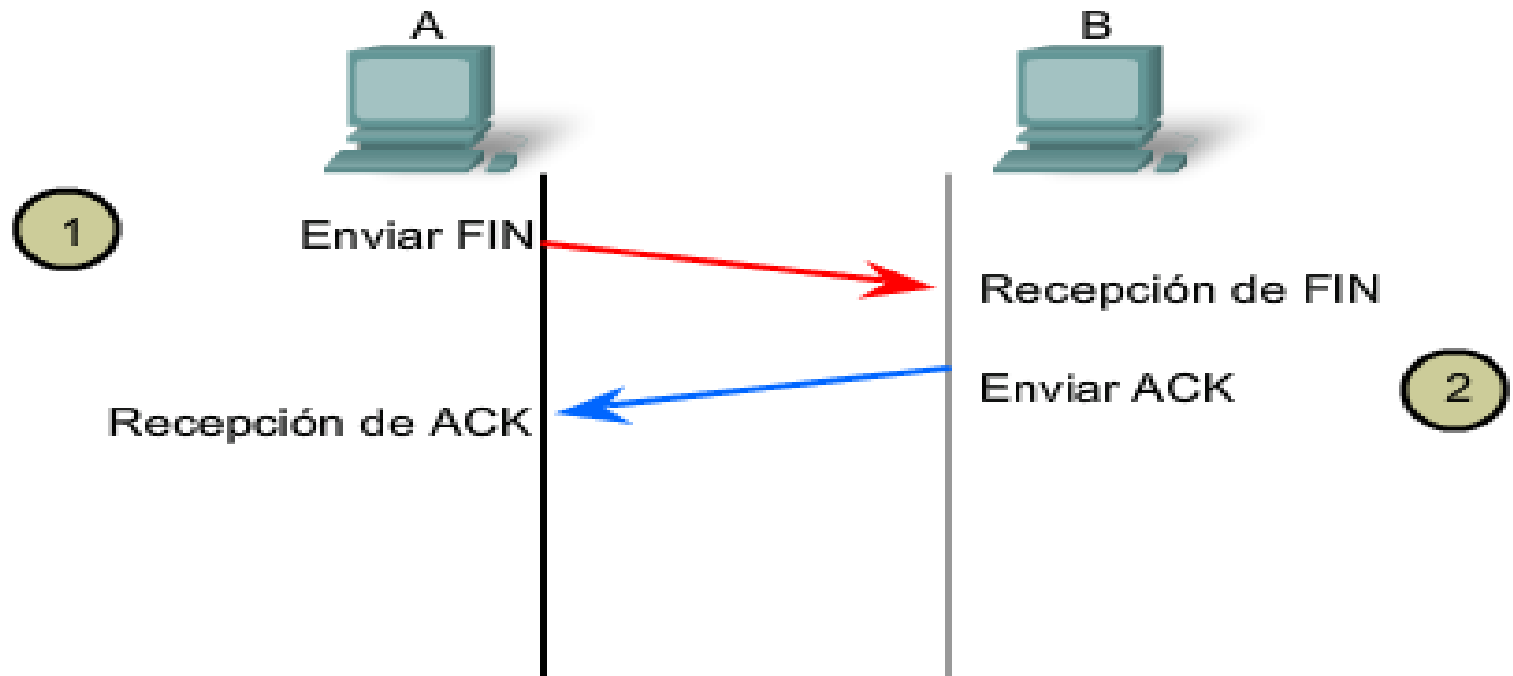 A
B
1
Enviar FIN
Recepción de FIN
Enviar ACK
2
Recepción de ACK